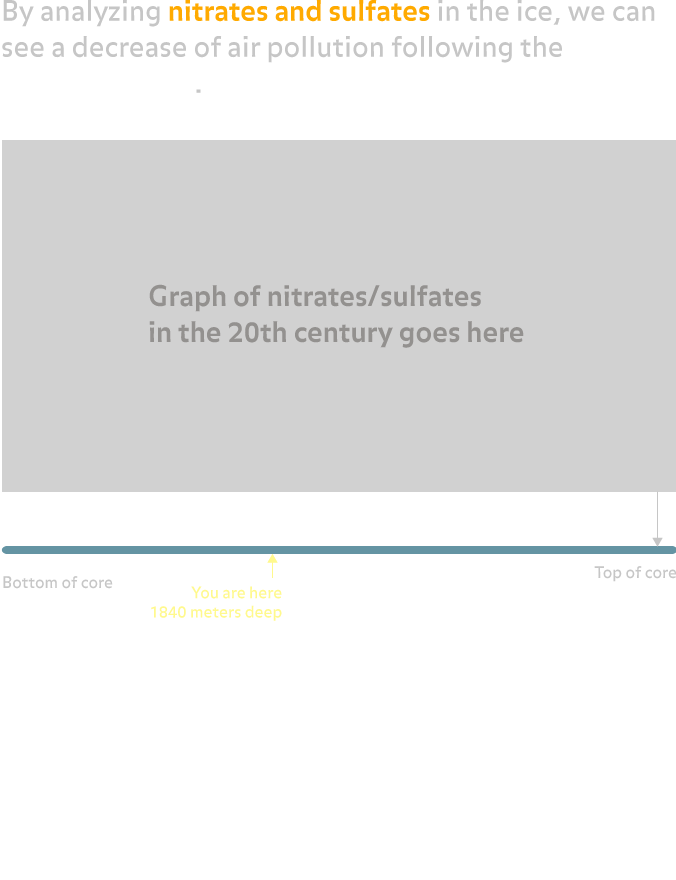 By analyzing nitrates and sulfates in the ice, we can
see a decrease of air pollution following the
.
Graph of nitrates/sulfates
in the 20th century goes here
Bottom of core
Top of core
You are here
1840 meters deep